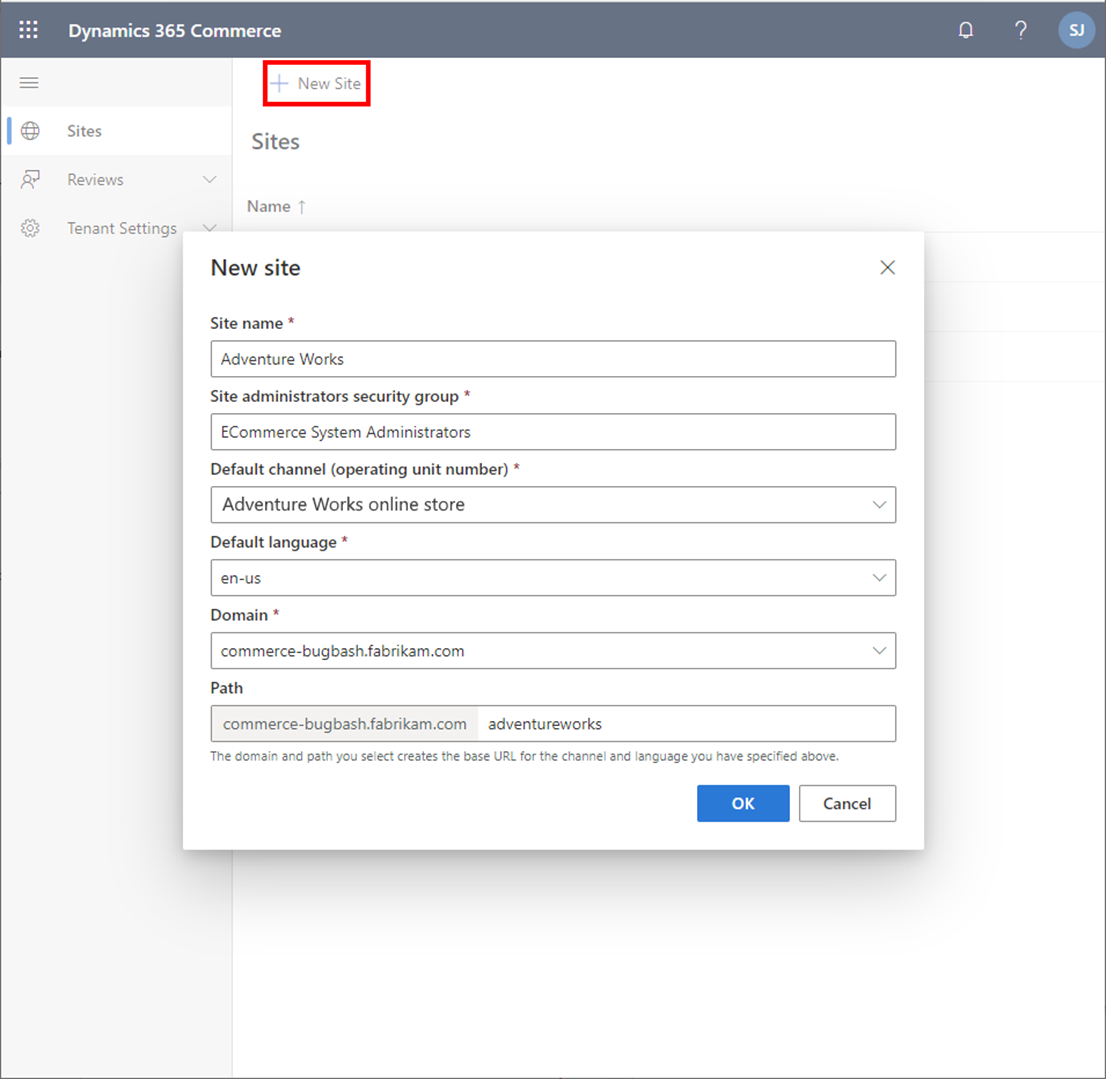 Dynamics 365 Commerce
?
SJ
+ New Site
Sites
Sites
Reviews
Name ↑
Tenant Settings
New site
Site name *
Adventure Works
Site administrators security group *
ECommerce System Administrators
Default channel (operating unit number) *
Adventure Works online store
Default language *
en-us
Domain *
commerce-bugbash.fabrikam.com
Path
commerce-bugbash.fabrikam.com adventureworks
The domain and path you select creates the base URL for the channel and language you have specified above.
OK Cancel